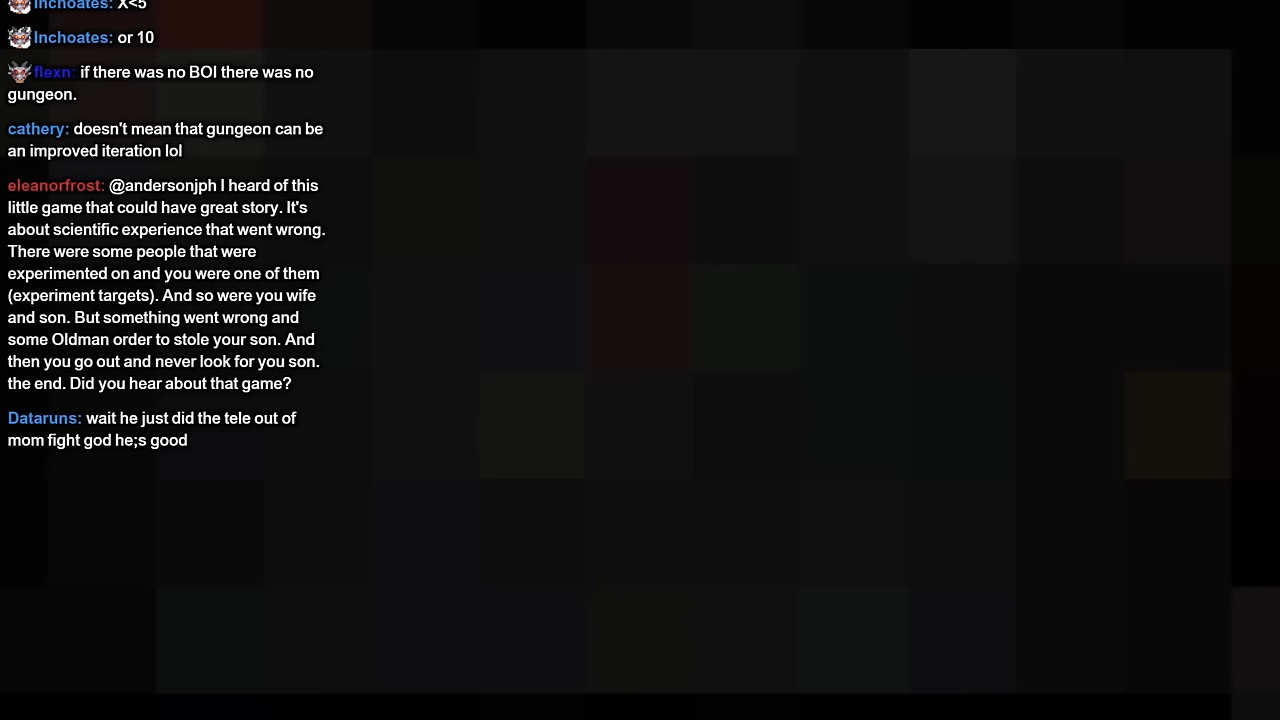 Inchoates: X<5
Inchoates: or 10
flexn: if there was no BOI there was no
gungeon.
cathery: doesn't mean that gungeon can be
an improved iteration lol
eleanorfrost: @andersonjph I heard of this
little game that could have great story. It's
about scientific experience that went wrong.
There were some people that were
experimented on and you were one of them
(experiment targets). And so were you wife
and son. But something went wrong and
some Oldman order to stole your son. And
then you go out and never look for you son.
the end. Did you hear about that game?
Dataruns: wait he just did the tele out of
mom fight god he;s good